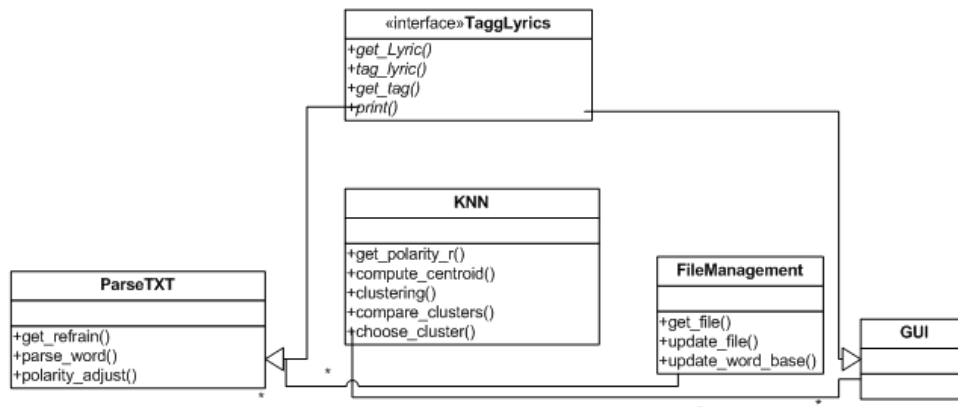 «interface»TaggLyrics
+get_Lyric()
+tag_lyric()
+get_tag()
+print()
KNN
+get_polarity_r()
+compute_centroid()
+clustering()
+compare_clusters()
+choose_cluster()
ParseTXT
+get_refrain()
+parse_word()
+polarity_adjust()
FileManagement
+get_file()
+update_file()
+update_word_base()
GUI
*
*
*